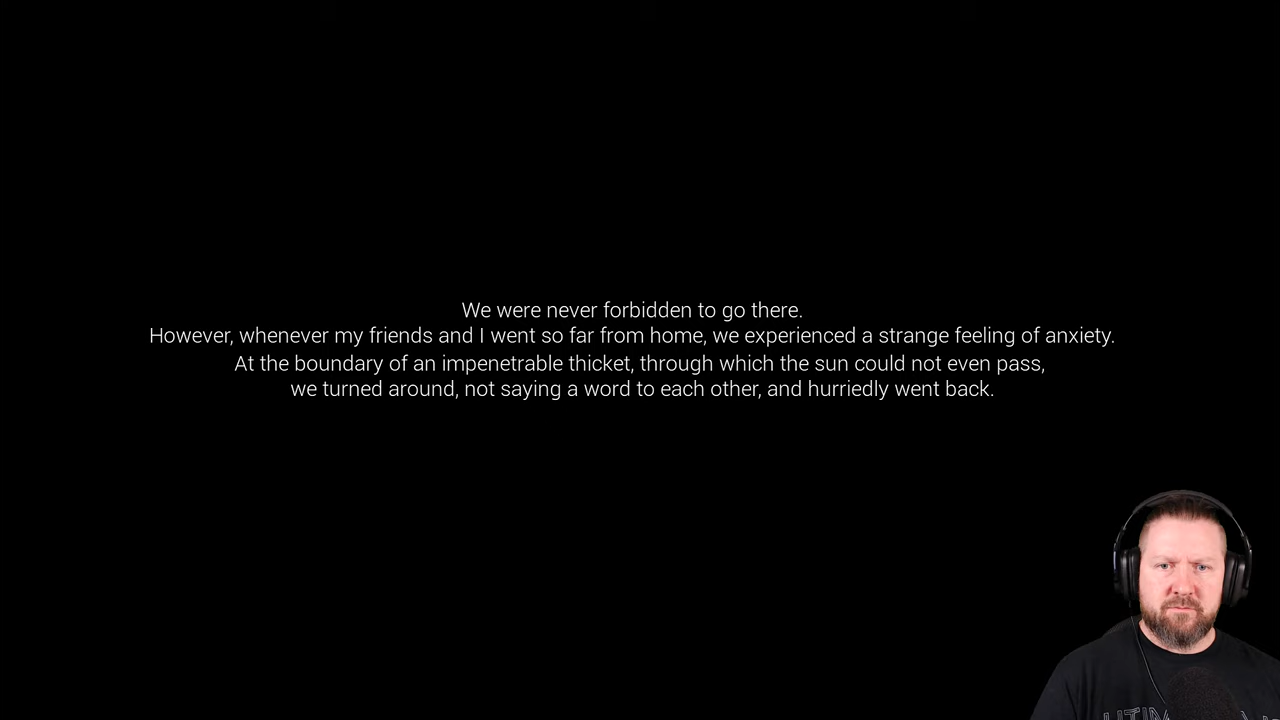 We were never forbidden to go there.
However, whenever my friends and I went so far from home, we experienced a strange feeling of anxiety.
At the boundary of an impenetrable thicket, through which the sun could not even pass,
we turned around, not saying a word to each other, and hurriedly went back.